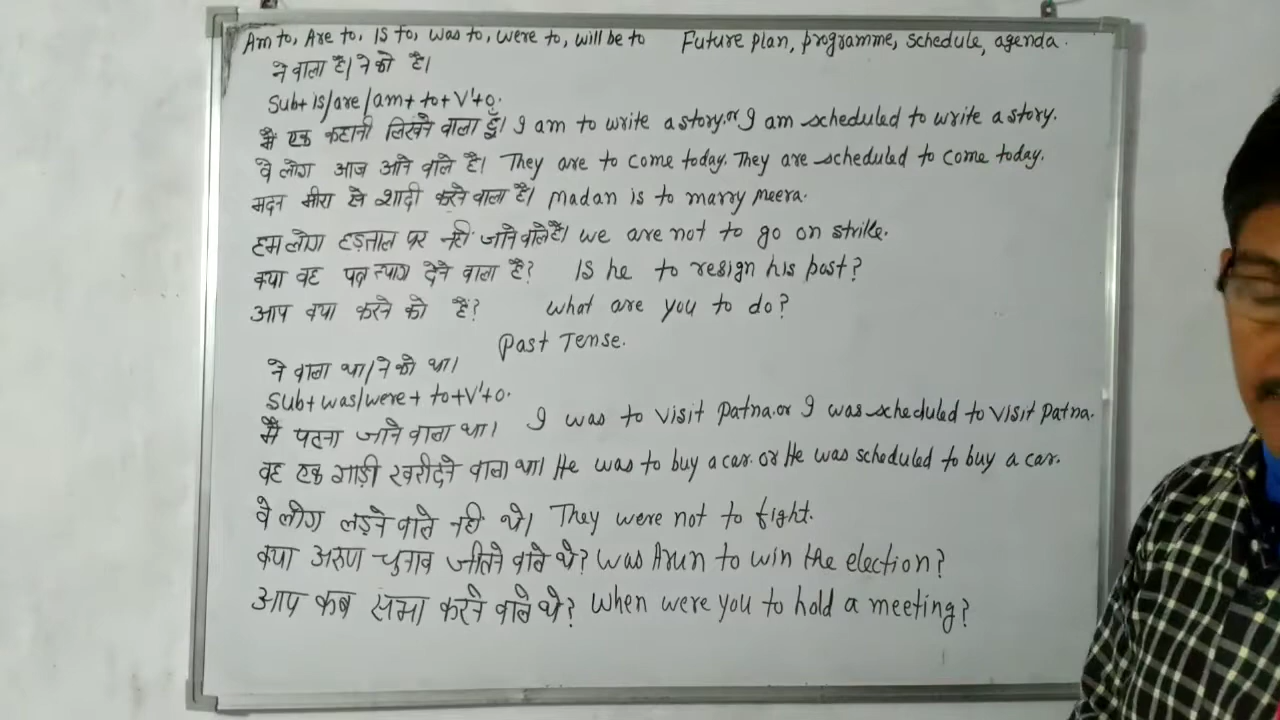 Am to, Are to, Is to, was to, were to, will be to Future plan, programme, schedule, agenda.
ने वाला है। ने को है।
Sub+is/are/am+to+V¹+o.
मैं एक कहानी लिखने वाला हूँ। I am to write a story. or I am scheduled to write a story.
वे लोग आज आने वाले है। They are to come today. They are scheduled to come today.
मदन मीरा से शादी करने वाला है। Madan is to marry Meera.
हम लोग हड़ताल पर नहीं जाने वाले है। we are not to go on strike.
क्या वह पद त्याग देने वाला है? Is he to resign his post?
आप क्या करने को हैं? what are you to do?
Past Tense.
ने वाला था/ने को था।
Sub+was/were+to+V¹+o.
मैं पटना जाने वाला था। I was to visit patna. or I was scheduled to visit patna.
वह एक गाड़ी खरीदने वाला था। He was to buy a car. or He was scheduled to buy a car.
वे लोग लड़ने वाले नही थे। They were not to fight.
क्या अरुण चुनाव जीतने वाले थे? was Arun to win the election?
आप कब सभा करने वाले थे? when were you to hold a meeting?